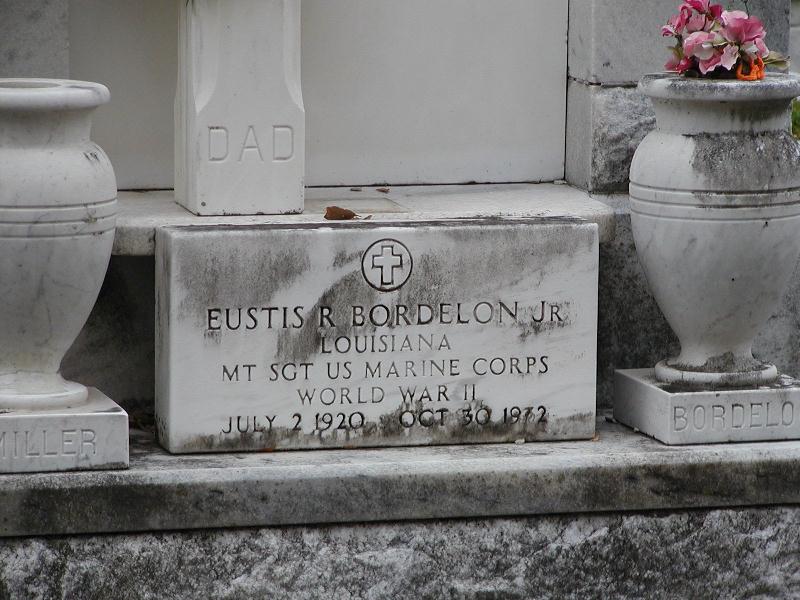 DAD
EUSTIS R BORDELON JR
LOUISIANA
MT SGT US MARINE CORPS
WORLD WAR II
JULY 2 1920 OCT 30 1972
MILLER
BORDELO